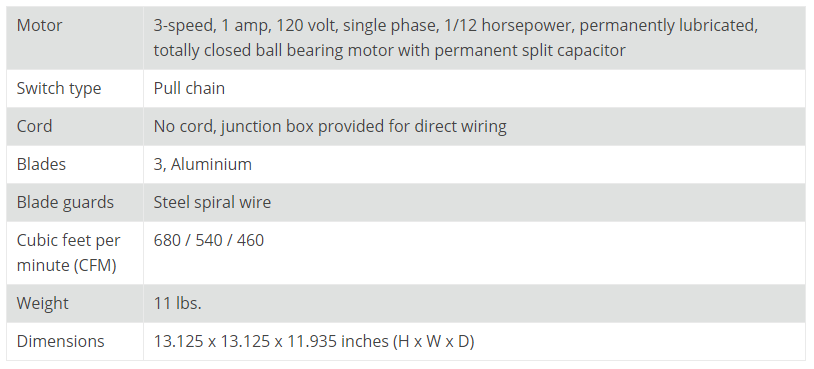 Motor 3-speed, 1 amp, 120 volt, single phase, 1/12 horsepower, permanently lubricated,
totally closed ball bearing motor with permanent split capacitor
Switch type Pull chain
Cord No cord, junction box provided for direct wiring
Blades 3, Aluminium
Blade guards Steel spiral wire
Cubic feet per 680 / 540 / 460
minute (CFM)
Weight 11 lbs.
Dimensions 13.125 x 13.125 x 11.935 inches (H x W x D)